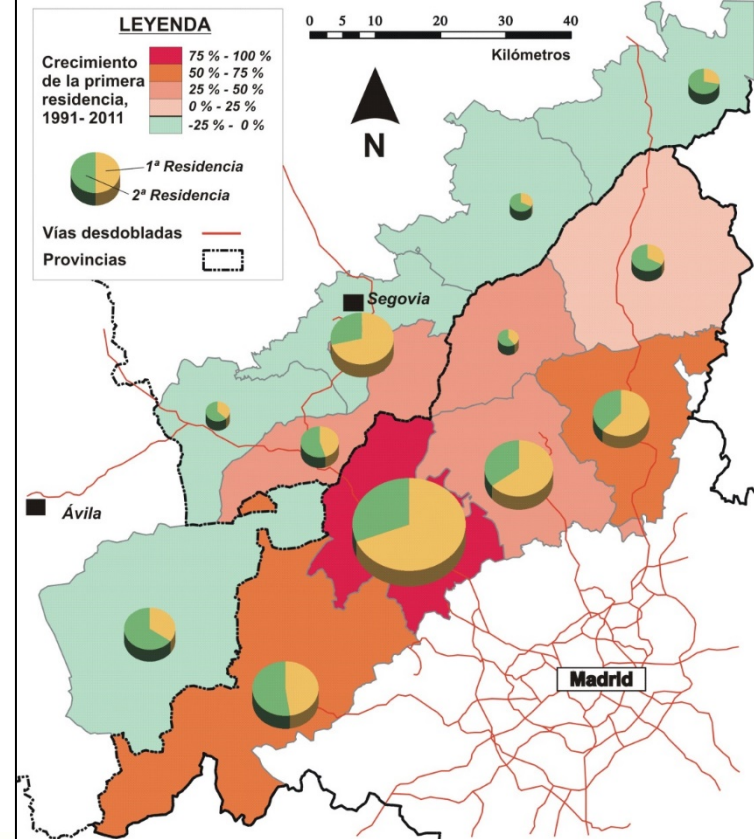 LEYENDA
Crecimiento
de la primera
residencia,
1991- 2011
75 % - 100 %
50 % - 75 %
25 % - 50 %
0 % - 25 %
-25 % - 0 %
1ª Residencia
2ª Residencia
Vías desdobladas
Provincias
0 5 10 20 30 40
Kilómetros
N
Segovia
Ávila
Madrid